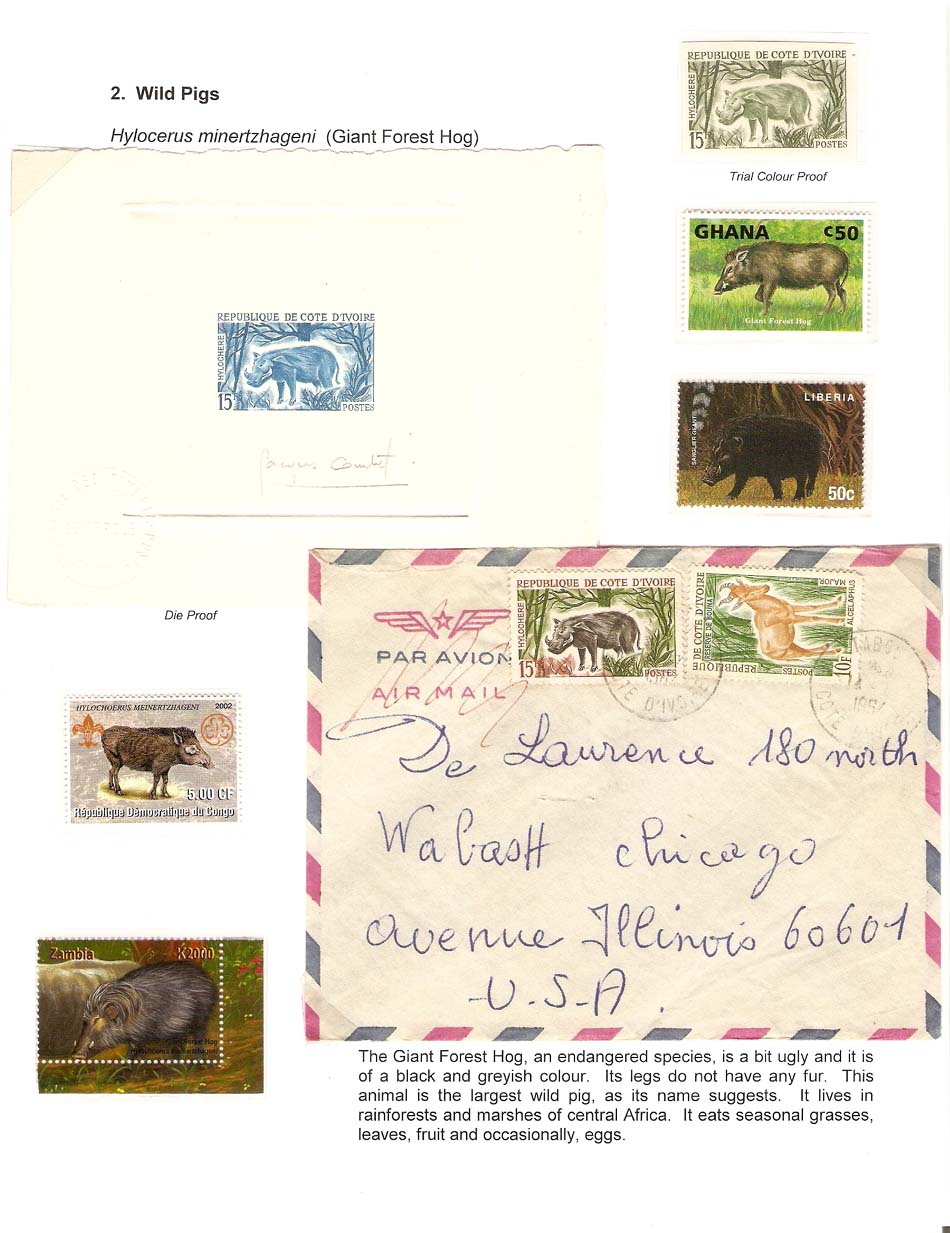 2. Wild Pigs
Hylocerus minertzhageni (Giant Forest Hog)
REPUBLIQUE DE COTE D'IVOIRE
HYLOCHERE
15F
POSTES
Trial Colour Proof
GHANA
C50
Giant Forest Hog
LIBERIA
SANGLIER GEANT
50c
REPUBLIQUE DE COTE D'IVOIRE
HYLOCHERE
15F
POSTES
Die Proof
PAR AVION
AIR MAIL
REPUBLIQUE DE COTE D'IVOIRE
HYLOCHERE
15F
POSTES
REPUBLIQUE DE COTE D'IVOIRE
RESERVE DE BOUNA
ALCELAPHUS
MAJOR
10F
POSTES
De Laurence 180 north
Wabash chicago
avenue Illinois 60601
-U.S.A.
HYLOCHOERUS MEINERTZHAGENI
2002
5.00 CF
République Démocratique du Congo
Zambia
K2000
Giant Forest Hog
Hylochoerus meinertzhageni
The Giant Forest Hog, an endangered species, is a bit ugly and it is
of a black and greyish colour. Its legs do not have any fur. This
animal is the largest wild pig, as its name suggests. It lives in
rainforests and marshes of central Africa. It eats seasonal grasses,
leaves, fruit and occasionally, eggs.